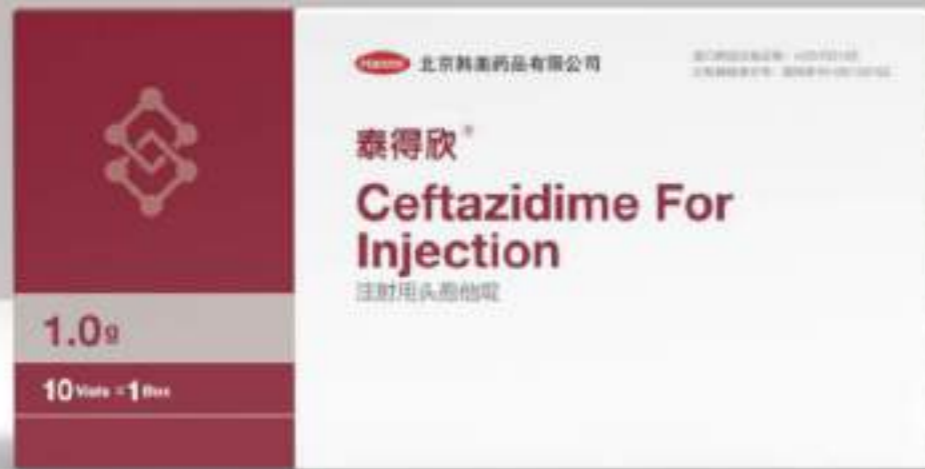 北京韩美药品有限公司
泰得欣®
Ceftazidime For
Injection
注射用头孢他啶
1.0g
10 Vials × 1 Box